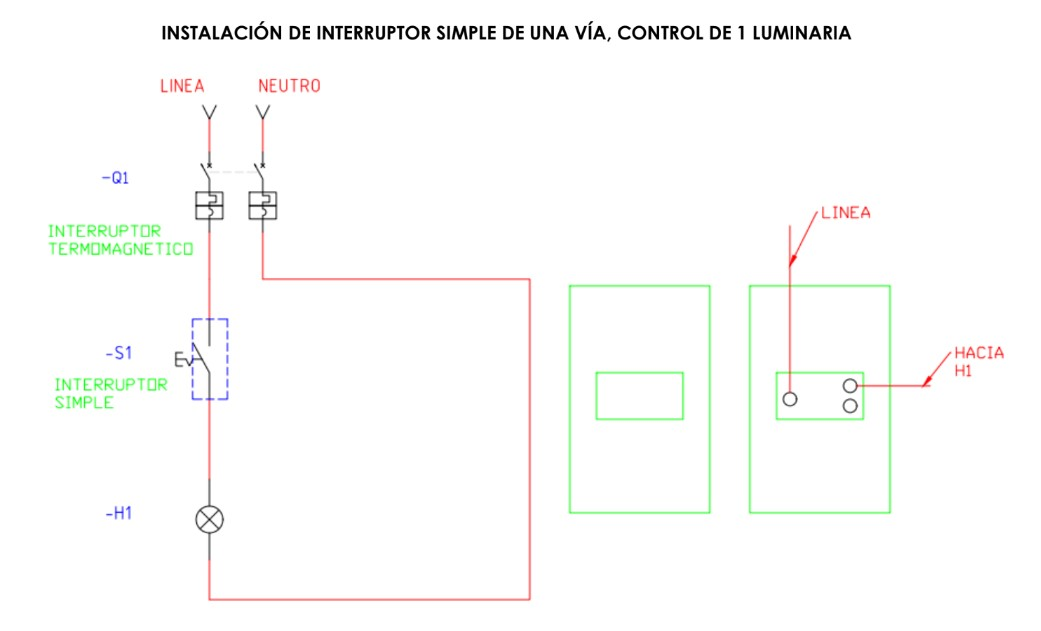 INSTALACIÓN DE INTERRUPTOR SIMPLE DE UNA VÍA, CONTROL DE 1 LUMINARIA
LINEA NEUTRO
-Q1
INTERRUPTOR
TERMOMAGNETICO
LINEA
-S1
INTERRUPTOR
SIMPLE
HACIA
H1
-H1